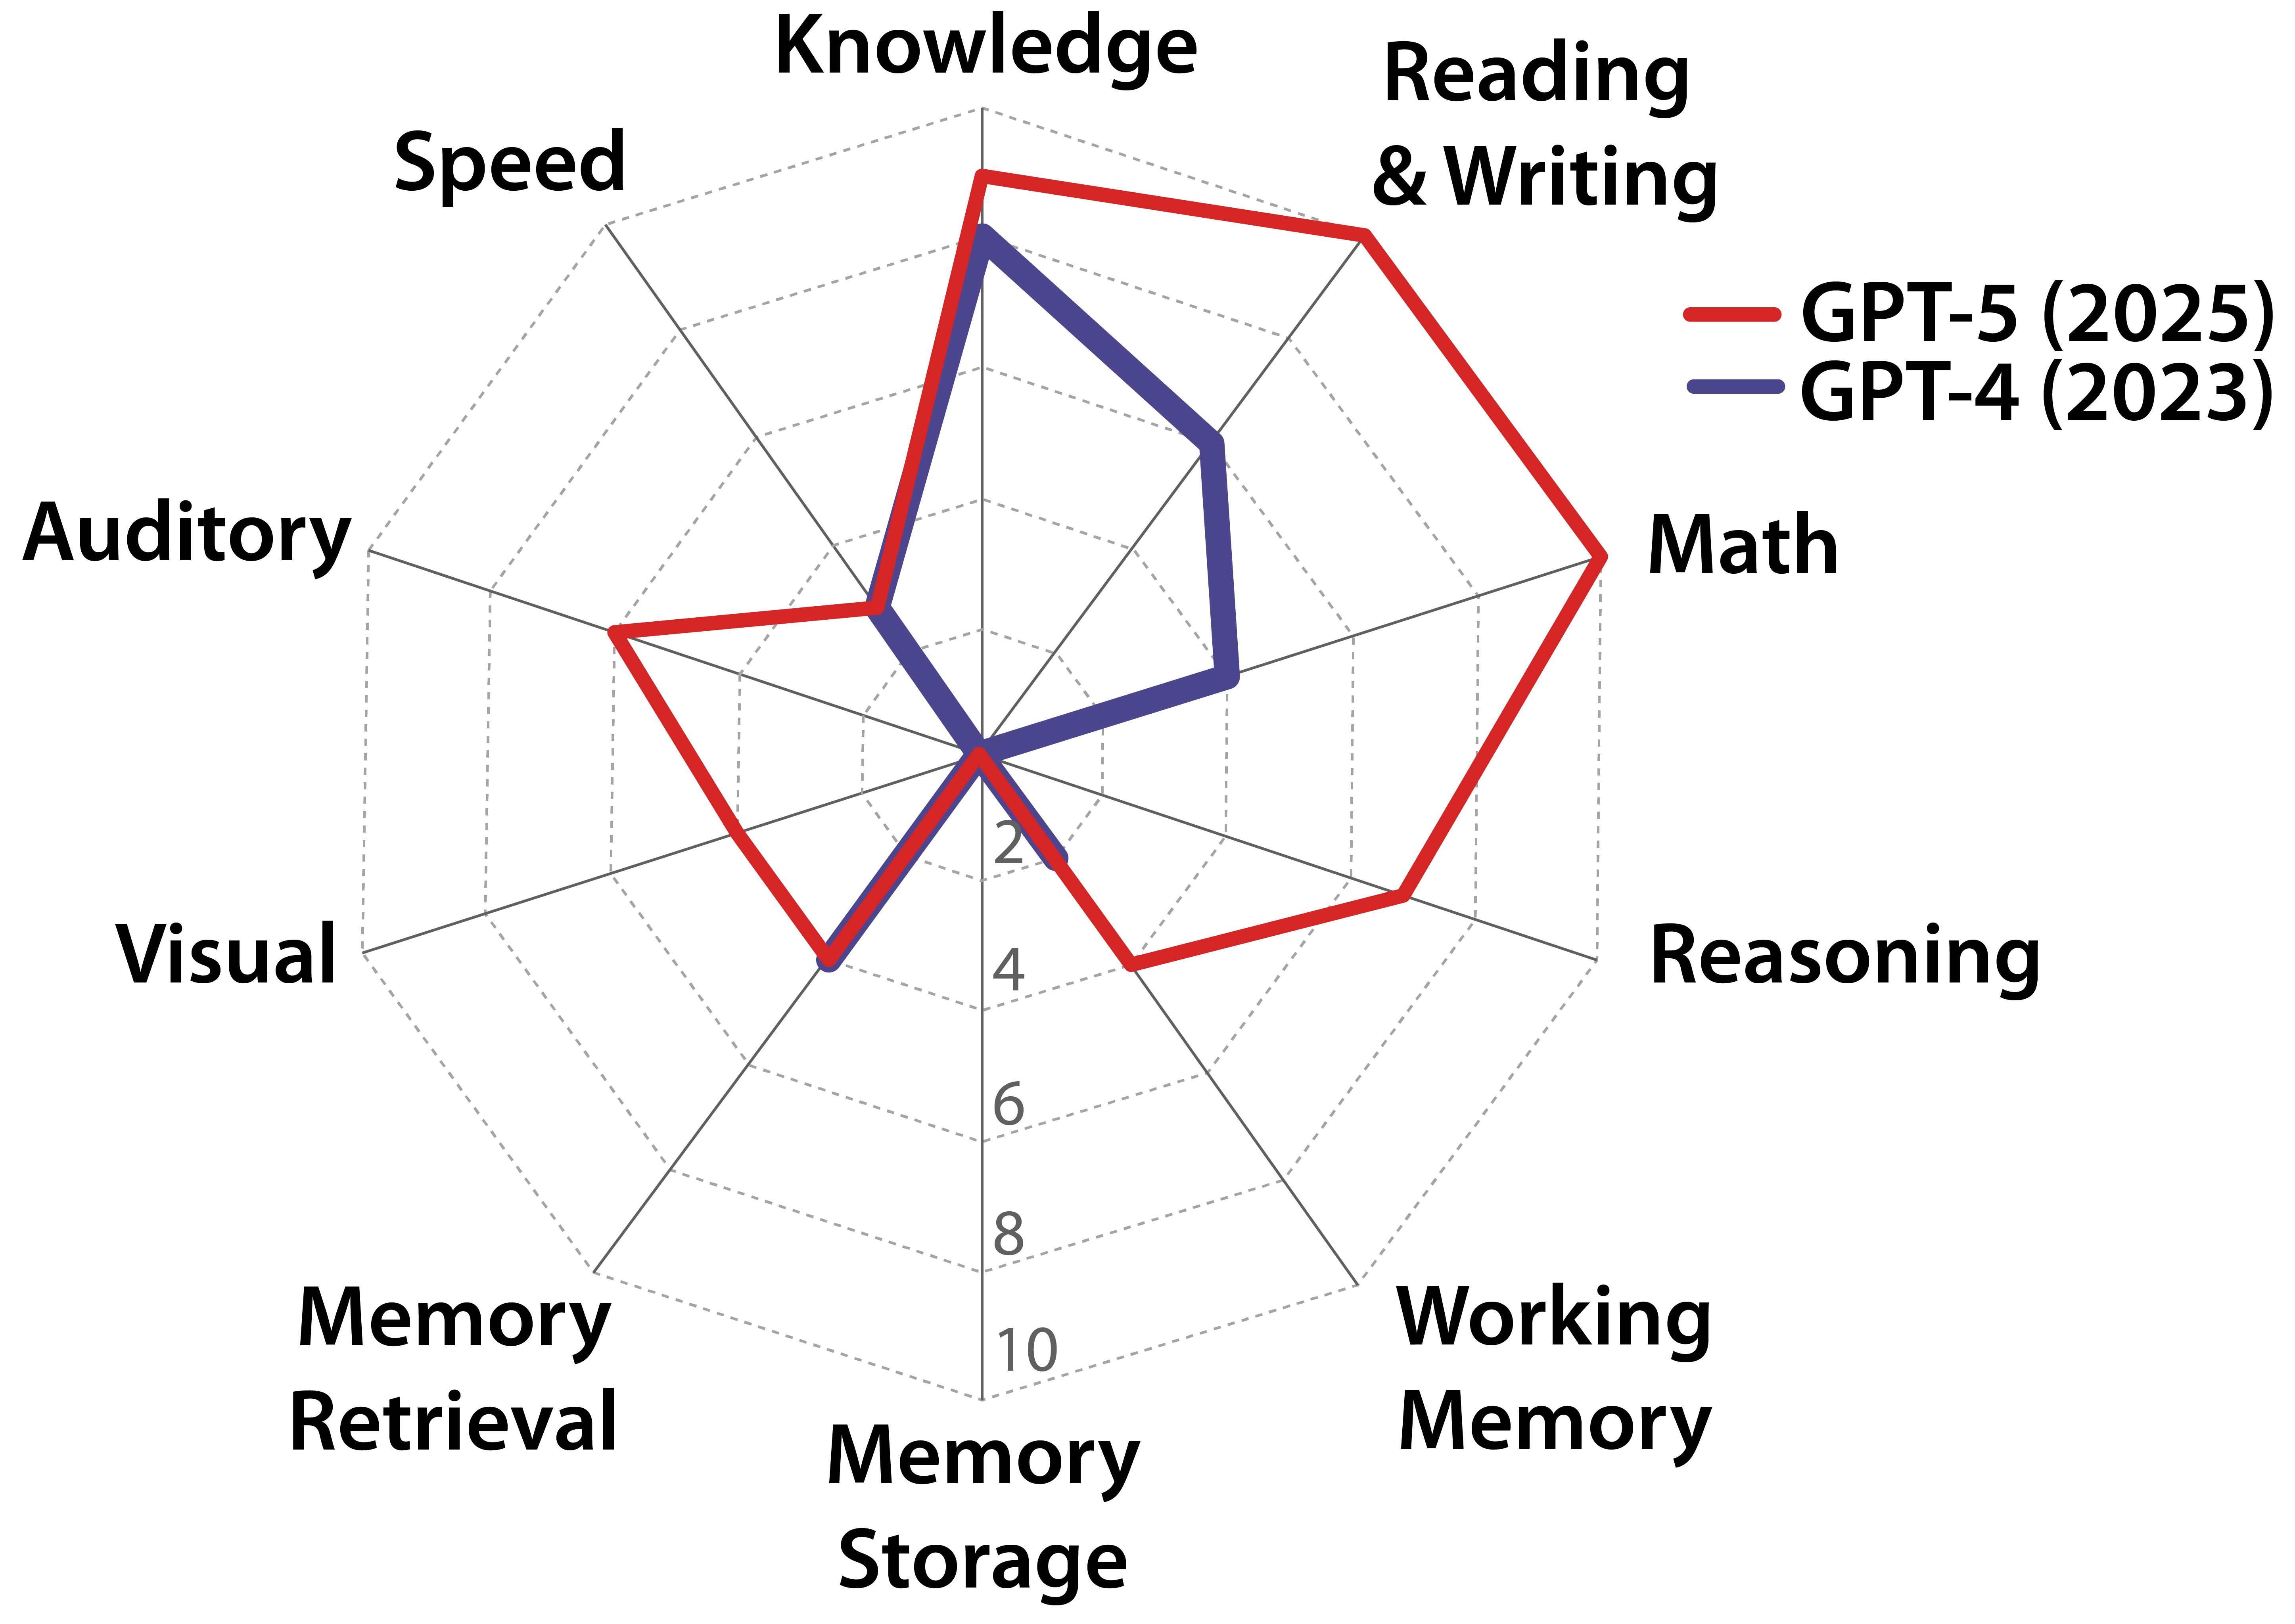 Knowledge
Reading
& Writing
Speed
GPT-5 (2025)
GPT-4 (2023)
Auditory
Math
2
4
6
8
10
Visual
Reasoning
Memory
Retrieval
Working
Memory
Memory
Storage